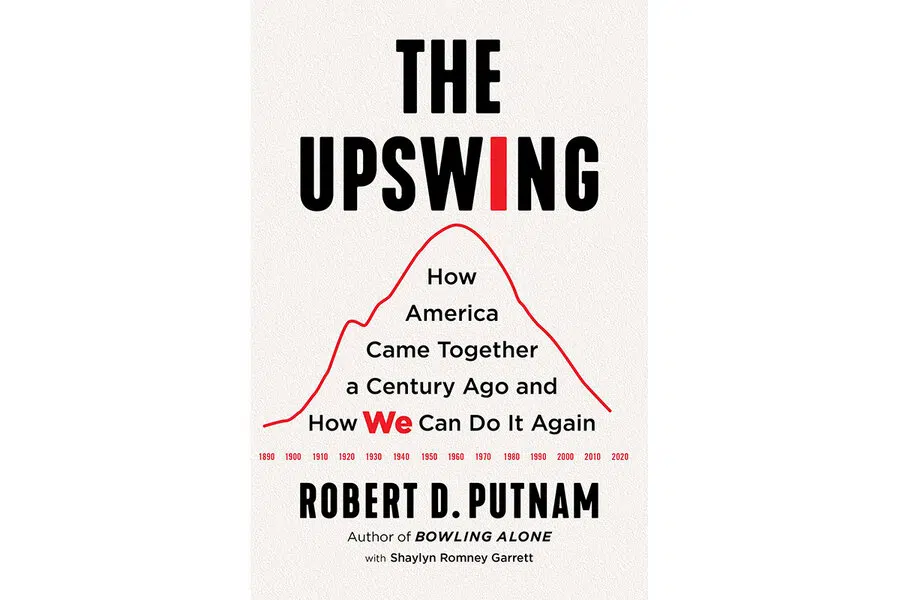 THE
UPSWING
How
America
Came Together
a Century Ago and
How We Can Do It Again
1890 1900 1910 1920 1930 1940 1950 1960 1970 1980 1990 2000 2010 2020
ROBERT D. PUTNAM
Author of BOWLING ALONE
with Shaylyn Romney Garrett